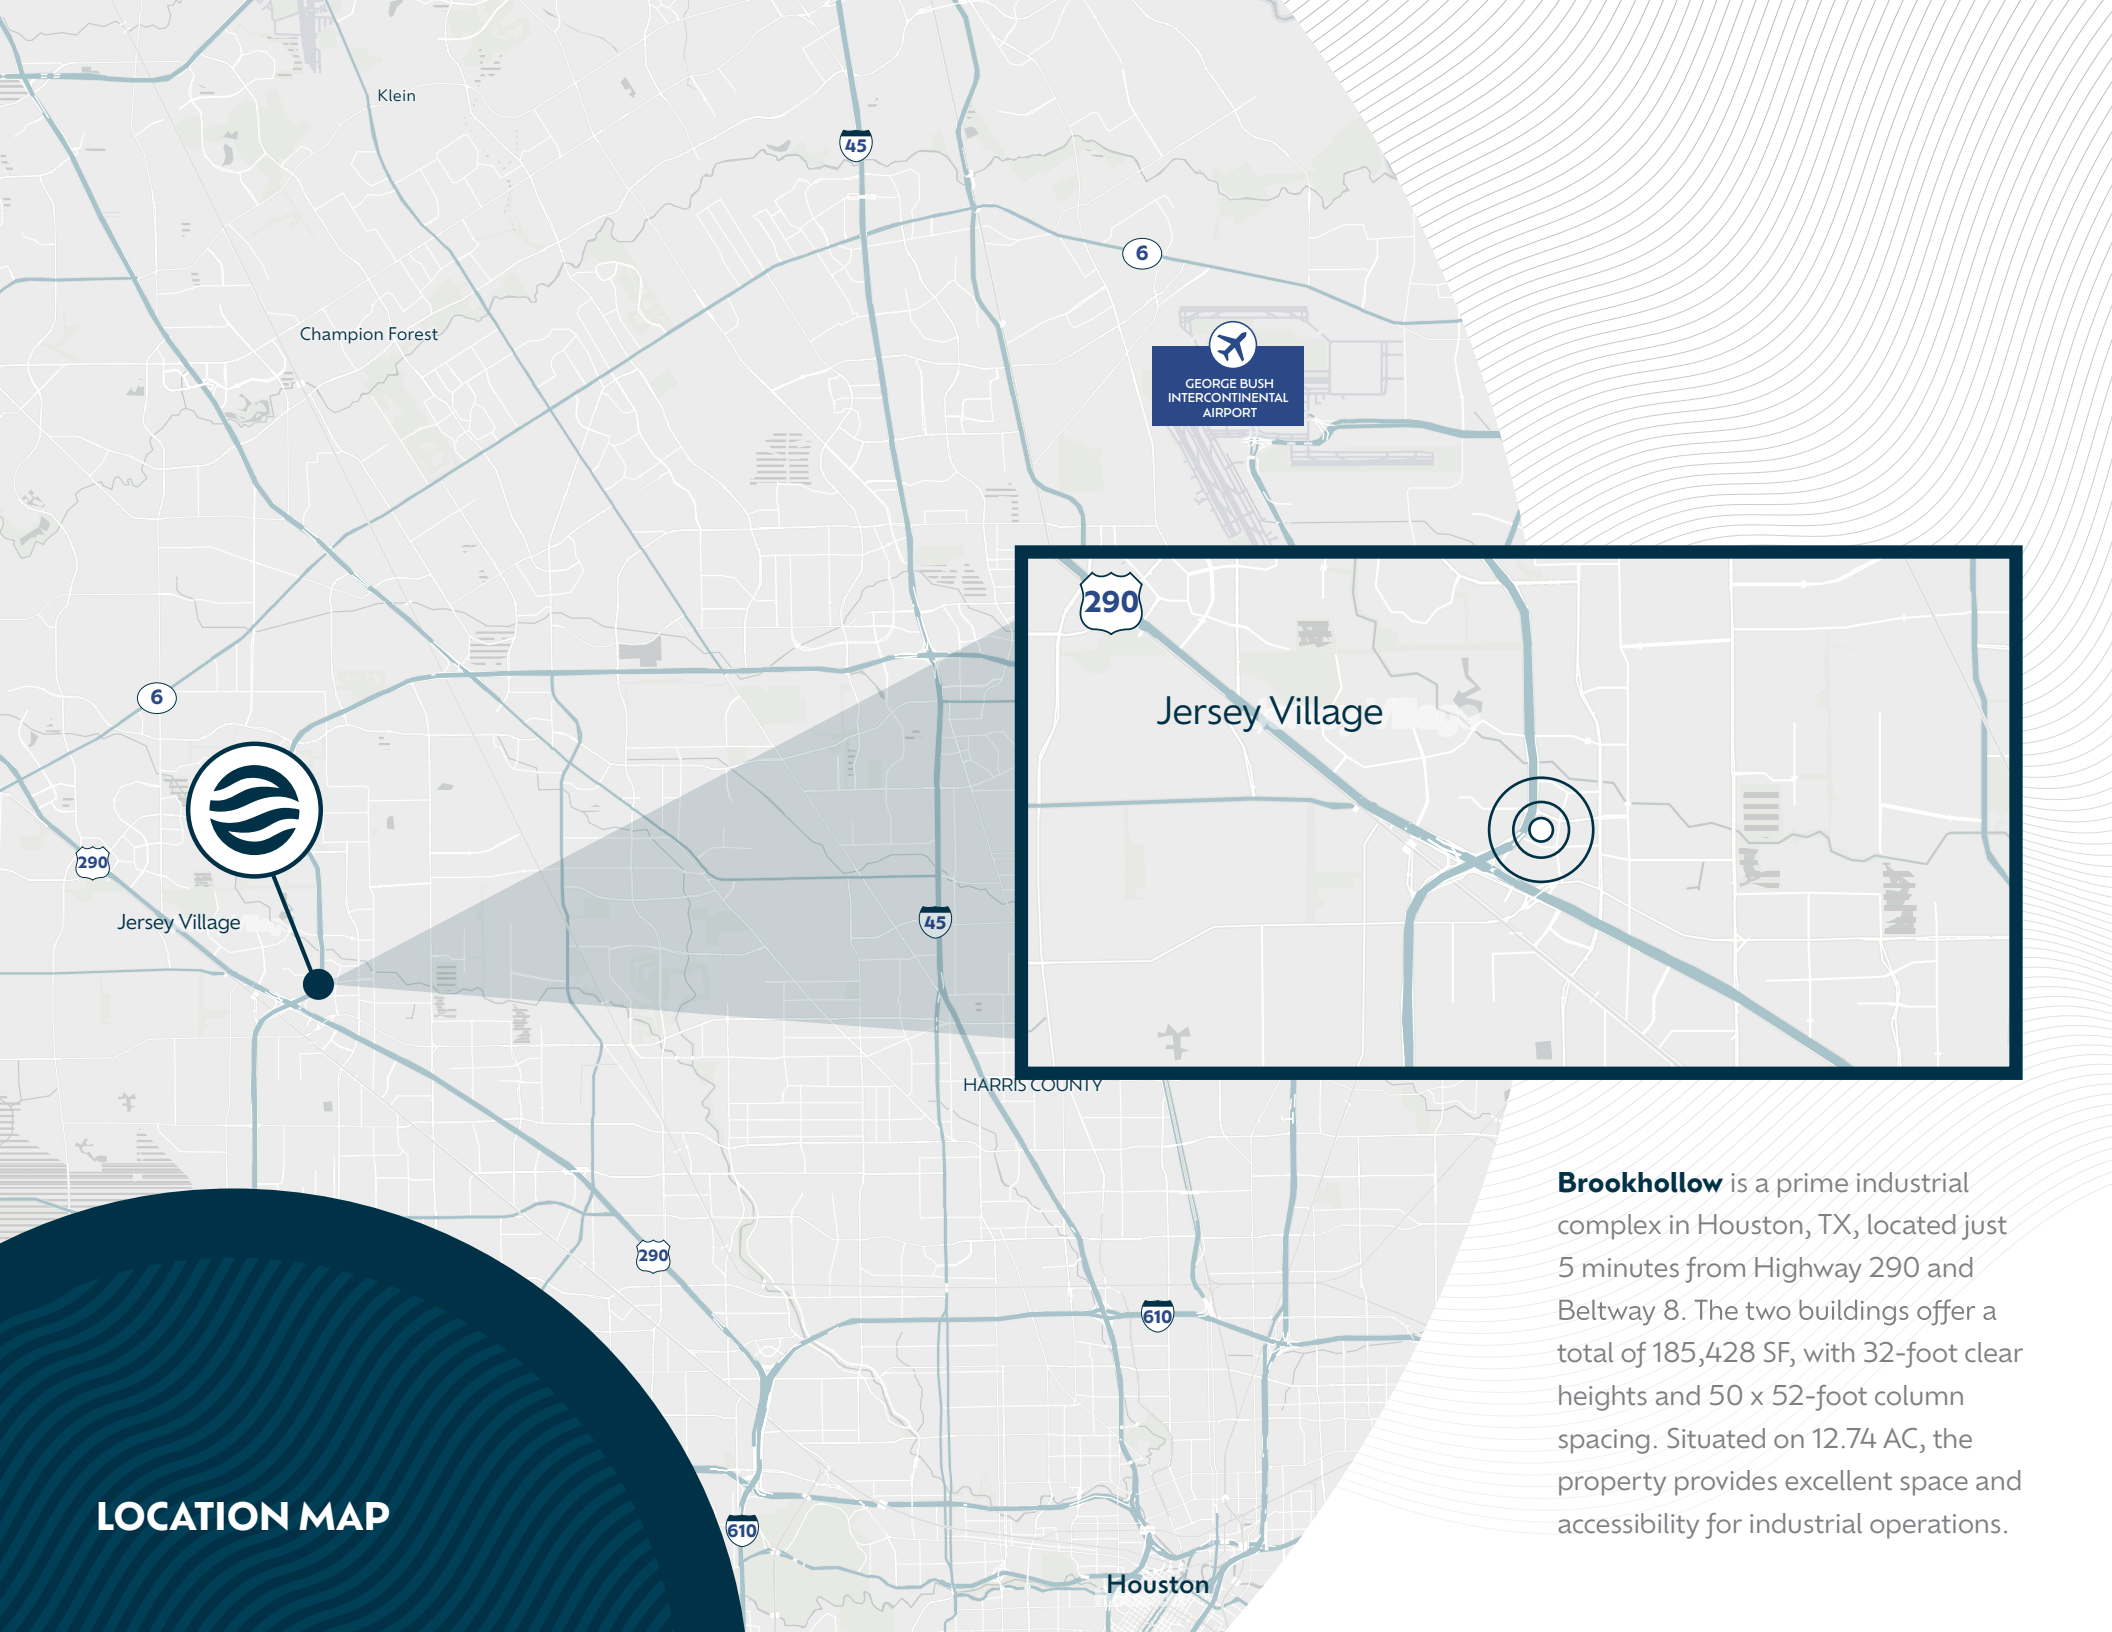 Klein
45
6
Champion Forest
GEORGE BUSH
INTERCONTINENTAL
AIRPORT
290
Jersey Village
6
290
Jersey Village
45
HARRIS COUNTY
Brookhollow is a prime industrial
complex in Houston, TX, located just
5 minutes from Highway 290 and
Beltway 8. The two buildings offer a
total of 185,428 SF, with 32-foot clear
heights and 50 x 52-foot column
spacing. Situated on 12.74 AC, the
property provides excellent space and
accessibility for industrial operations.
290
610
LOCATION MAP
610
Houston